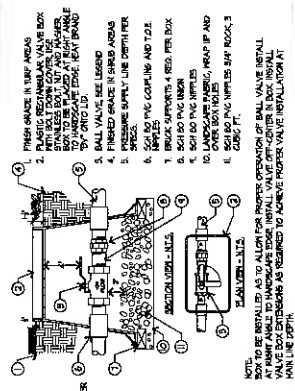 1. FINISH GRADE IN TURF AREAS
2. PLASTIC RECTANGULAR VALVE BOX
WITH BOLT DOWN COVER, USE
STAINLESS BOLT, NUT, AND WASHER.
BOX TO BE PLACED AT RIGHT ANGLE
TO HARDSCAPE EDGE. HEAT BRAND
"BV" ONTO LID.
3. BALL VALVE, SEE LEGEND
4. FINISHED GRADE IN SHRUB AREAS
5. PRESSURE SUPPLY LINE DEPTH PER
SPECS.
6. SCH 80 PVC COUPLING AND T.O.E.
NIPPLES
7. BRICK SUPPORTS 4 REQ. PER BOX
8. SCH 80 PVC UNION
9. SCH 80 PVC NIPPLES
10. LANDSCAPE FABRIC, WRAP UP AND
OVER BOX HOLES
11. SCH 80 PVC NIPPLES 3/4" ROCK, 3
CUBIC FT.
SECTION VIEW - N.T.S.
PLAN VIEW - N.T.S.
FLOW
NOTE:
BOX TO BE INSTALLED AS TO ALLOW FOR PROPER OPERATION OF BALL VALVE. INSTALL
AT RIGHT ANGLE TO HARDSCAPE EDGE. INSTALL VALVE OFF-CENTER IN BOX. INSTALL
VALVE BOX EXTENSIONS AS REQUIRED TO ACHIEVE PROPER VALVE INSTALLATION AT
MAIN LINE DEPTH.